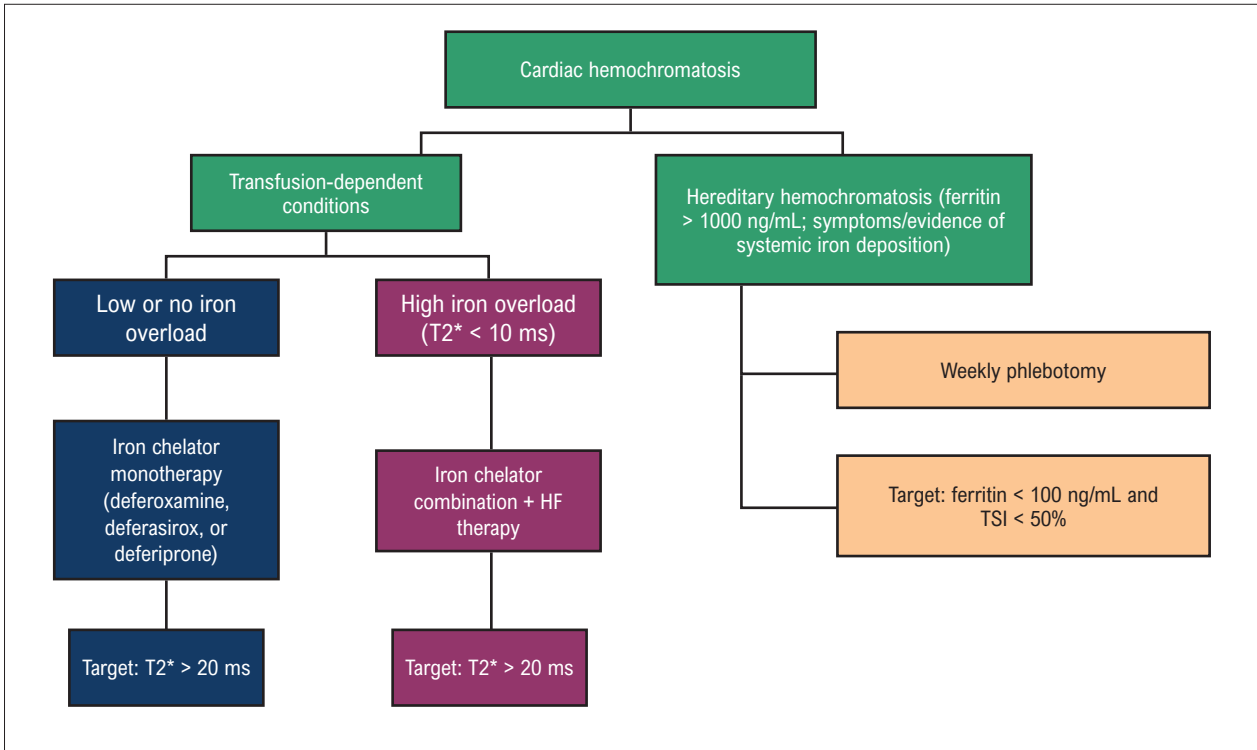 Cardiac hemochromatosis
Transfusion-dependent
conditions
Hereditary hemochromatosis (ferritin
> 1000 ng/mL; symptoms/evidence of
systemic iron deposition)
Low or no iron
overload
High iron overload
(T2* < 10 ms)
Weekly phlebotomy
Iron chelator
monotherapy
(deferoxamine,
deferasirox, or
deferiprone)
Iron chelator
combination + HF
therapy
Target: ferritin < 100 ng/mL and
TSI < 50%
Target: T2* > 20 ms
Target: T2* > 20 ms